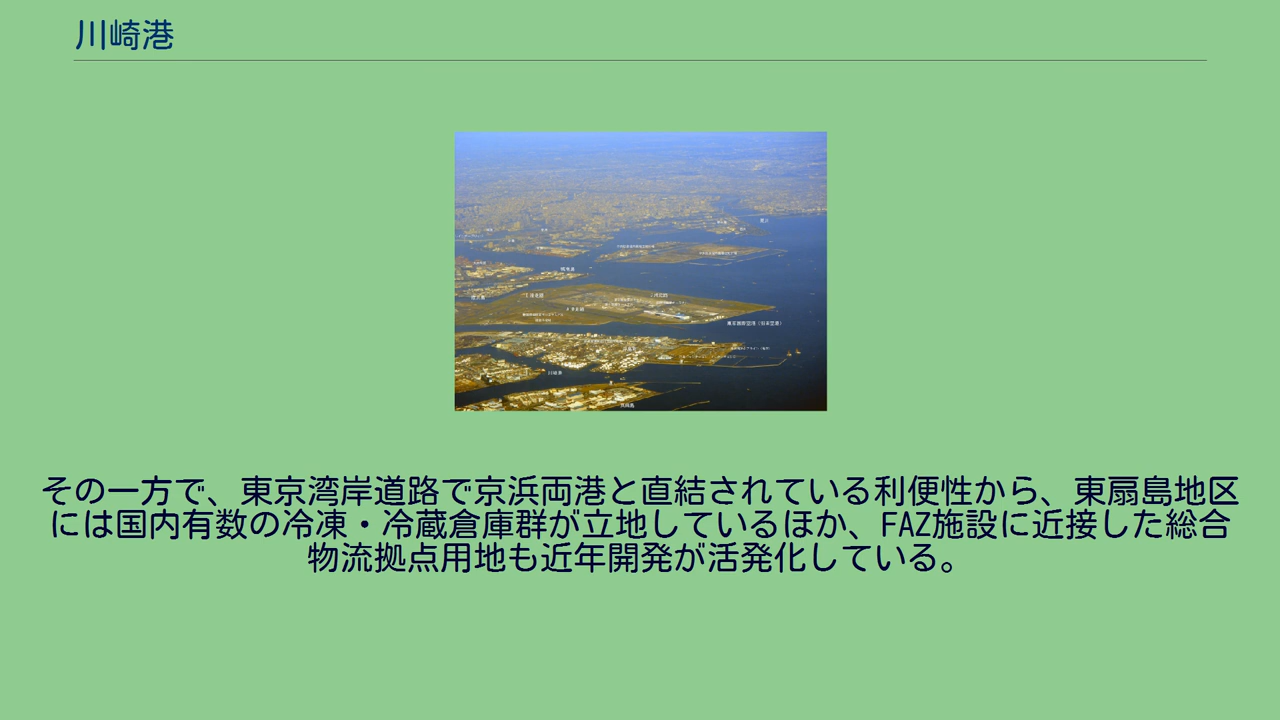 川崎港
その一方で、東京湾岸道路で京浜両港と直結されている利便性から、東扇島地区
には国内有数の冷凍・冷蔵倉庫群が立地しているほか、FAZ施設に近接した総合
物流拠点用地も近年開発が活発化している。